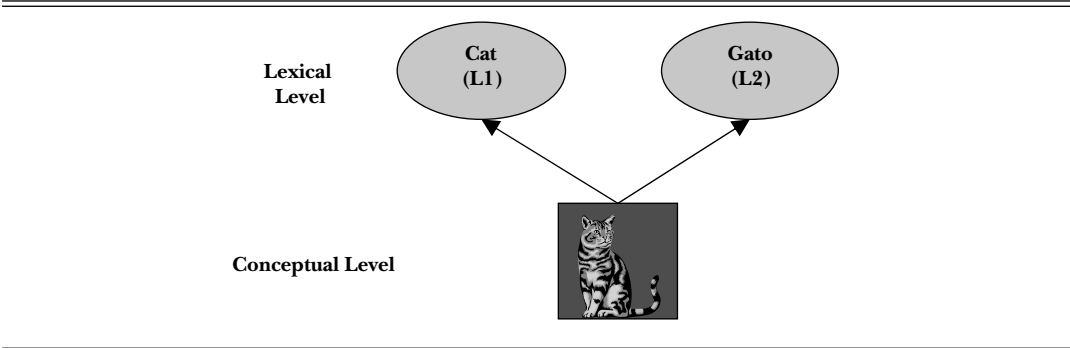 Cat
(L1)
Gato
(L2)
Lexical
Level
Conceptual Level